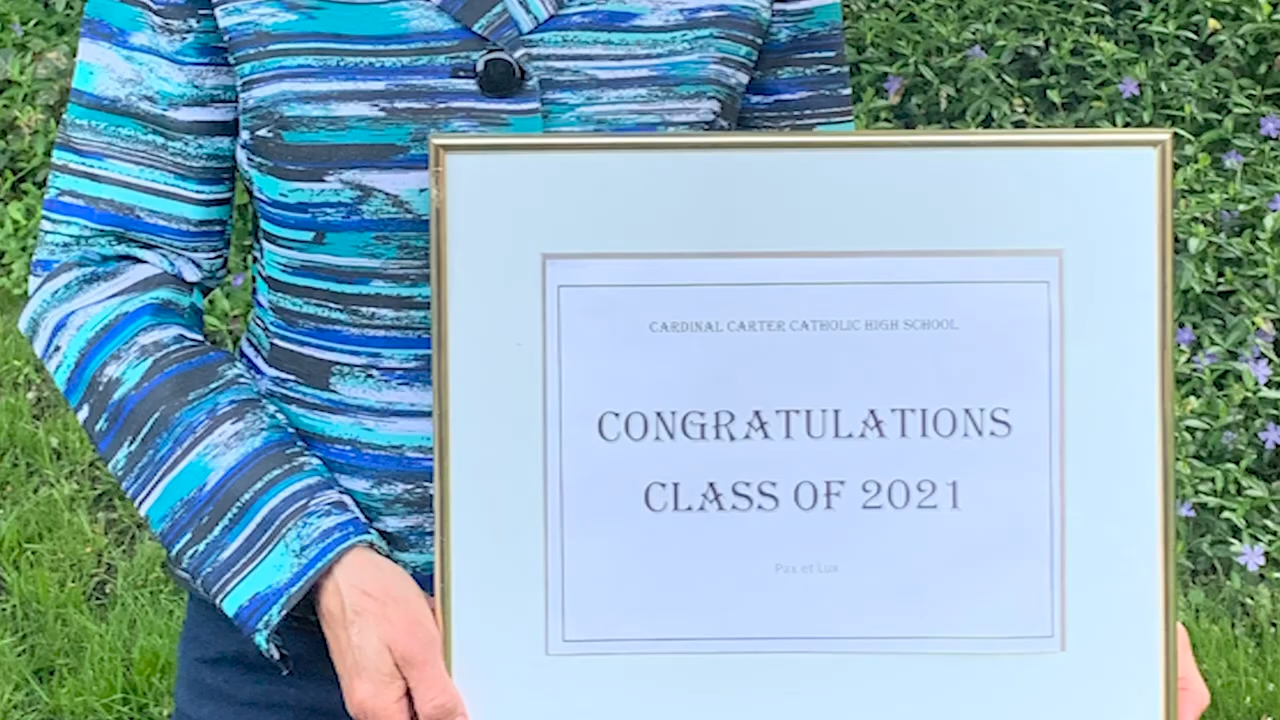 CARDINAL CARTER CATHOLIC HIGH SCHOOL
CONGRATULATIONS
CLASS OF 2021
Pax et Lux